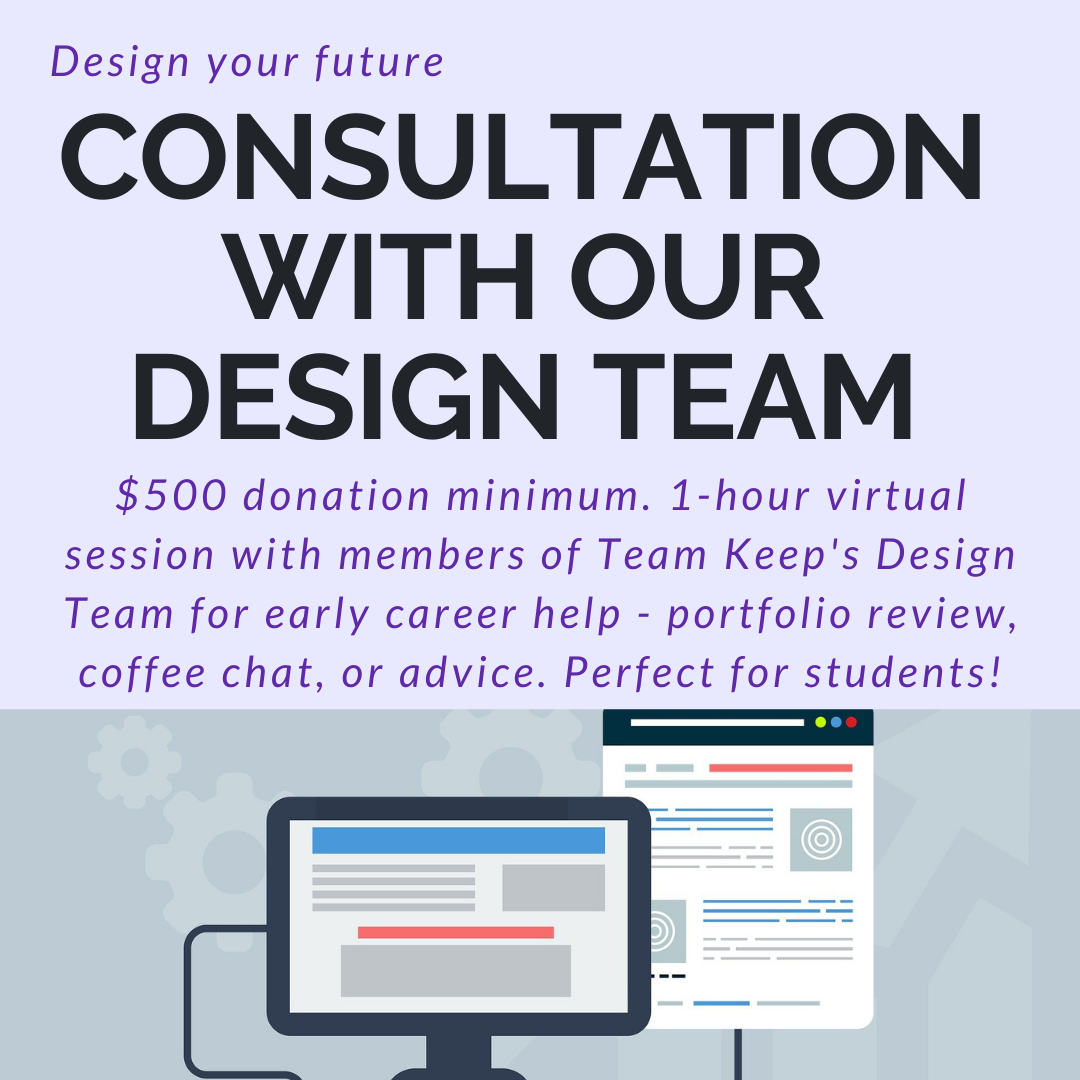 Design your future
CONSULTATION
WITH OUR
DESIGN TEAM
$500 donation minimum. 1-hour virtual
session with members of Team Keep's Design
Team for early career help - portfolio review,
coffee chat, or advice. Perfect for students!